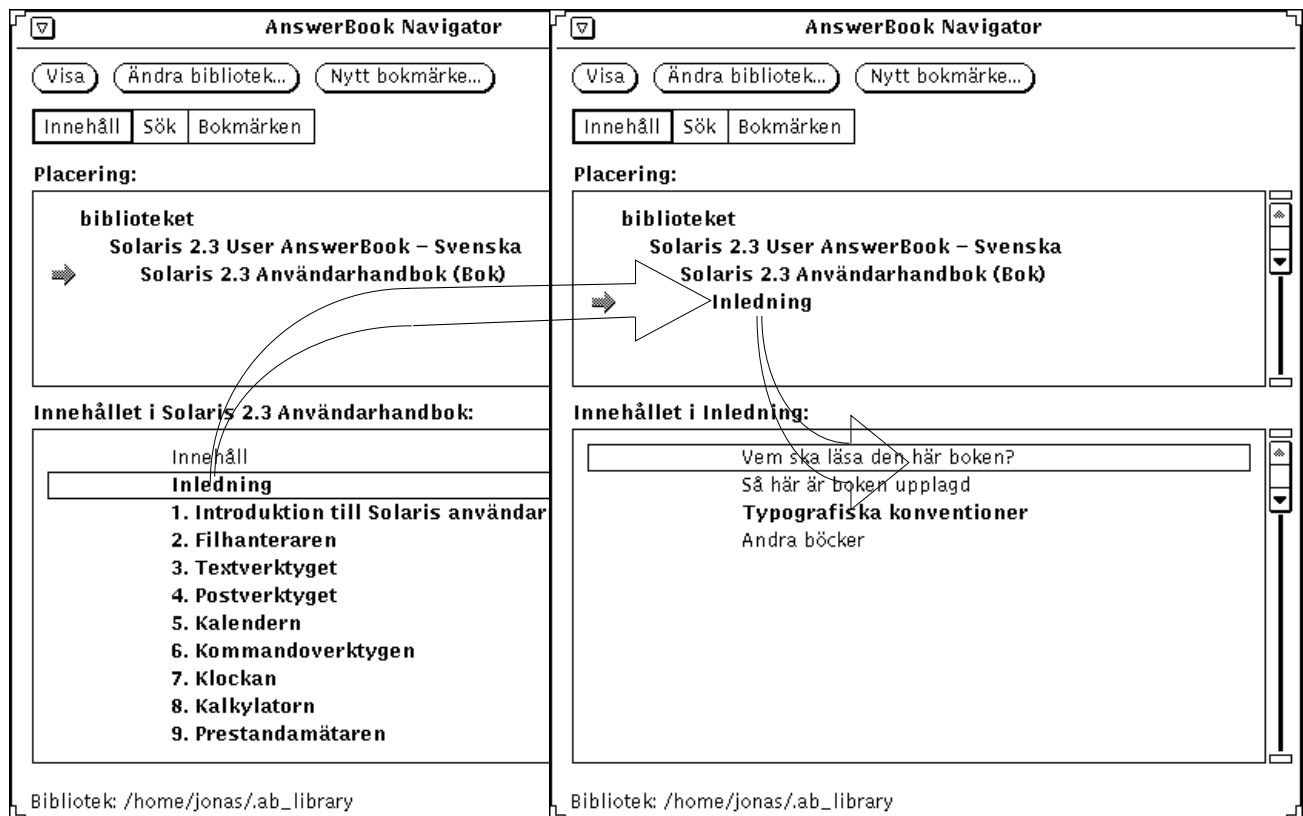 AnswerBook Navigator
Visa
Ändra bibliotek...
Nytt bokmärke...
Innehåll
Sök
Bokmärken
Placering:
biblioteket
Solaris 2.3 User AnswerBook – Svenska
Solaris 2.3 Användarhandbok (Bok)
Innehållet i Solaris 2.3 Användarhandbok:
Innehåll
Inledning
1. Introduktion till Solaris användar
2. Filhanteraren
3. Textverktyget
4. Postverktyget
5. Kalendern
6. Kommandoverktygen
7. Klockan
8. Kalkylatorn
9. Prestandamätaren
Bibliotek: /home/jonas/.ab_library
AnswerBook Navigator
Visa
Ändra bibliotek...
Nytt bokmärke...
Innehåll
Sök
Bokmärken
Placering:
biblioteket
Solaris 2.3 User AnswerBook – Svenska
Solaris 2.3 Användarhandbok (Bok)
Inledning
Innehållet i Inledning:
Vem ska läsa den här boken?
Så här är boken upplagd
Typografiska konventioner
Andra böcker
Bibliotek: /home/jonas/.ab_library